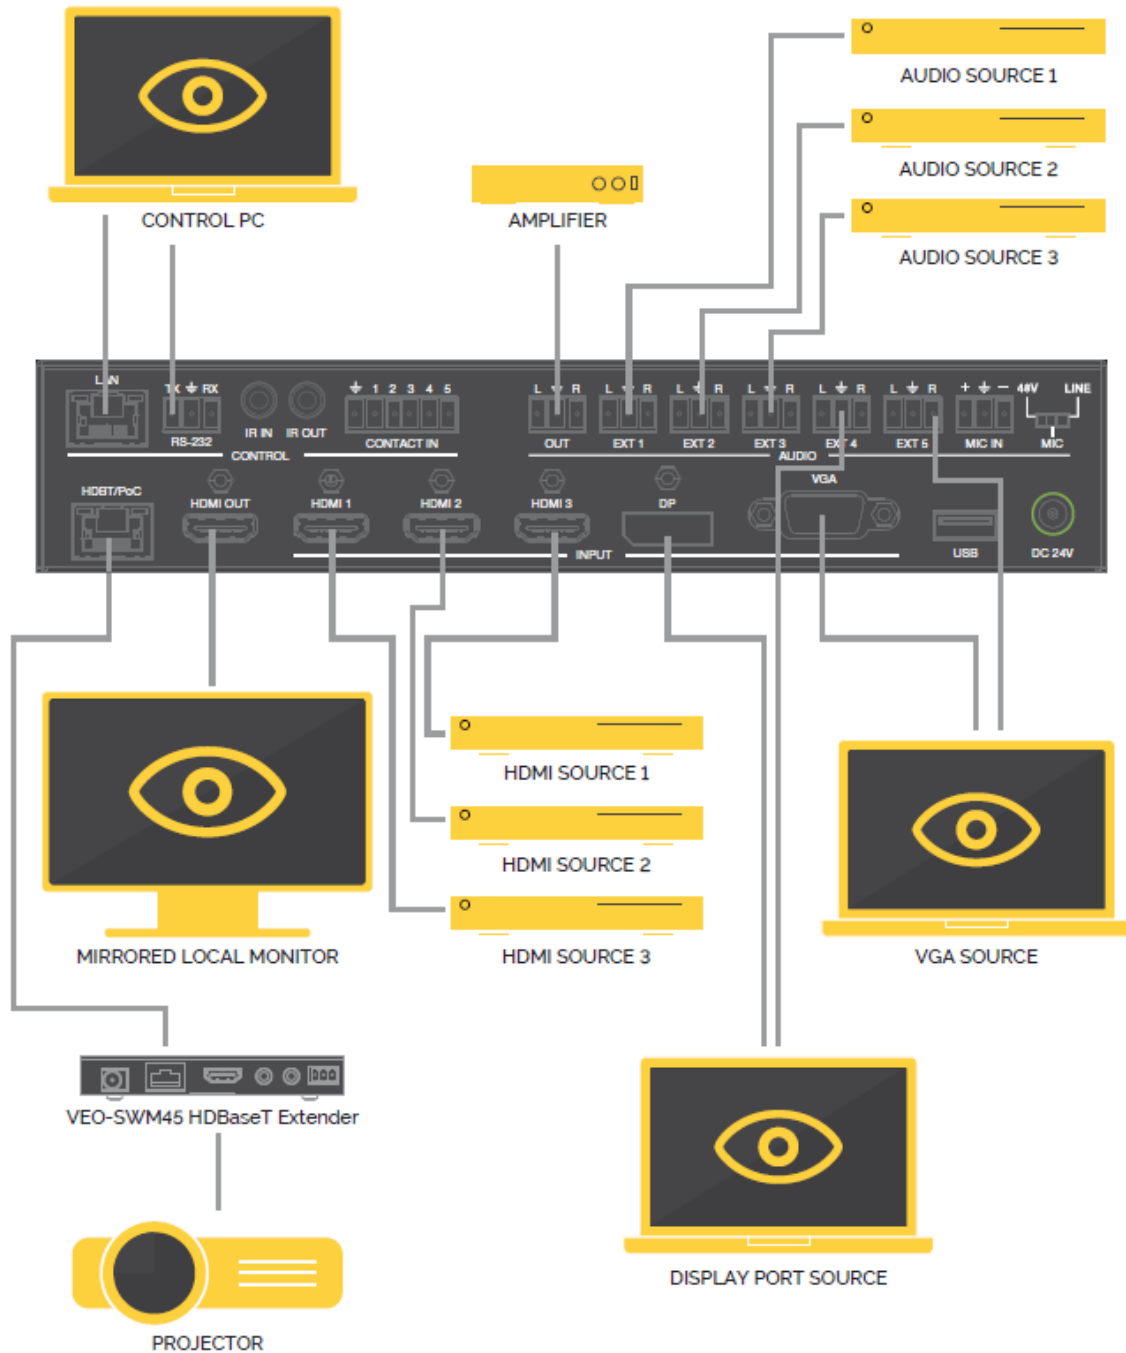 AUDIO SOURCE 1
AUDIO SOURCE 2
AUDIO SOURCE 3
CONTROL PC
AMPLIFIER
LAN
TX RX
RS-232
IR IN IR OUT
1 2 3 4 5
CONTACT IN
CONTROL
L R L R L R L R L R L R + - 48V LINE
OUT EXT 1 EXT 2 EXT 3 EXT 4 EXT 5 MIC IN MIC
AUDIO
HDBT/PoC
HDMI OUT HDMI 1 HDMI 2 HDMI 3 DP VGA
INPUT
USB
DC 24V
HDMI SOURCE 1
HDMI SOURCE 2
HDMI SOURCE 3
MIRRORED LOCAL MONITOR
VGA SOURCE
VEO-SWM45 HDBaseT Extender
DISPLAY PORT SOURCE
PROJECTOR